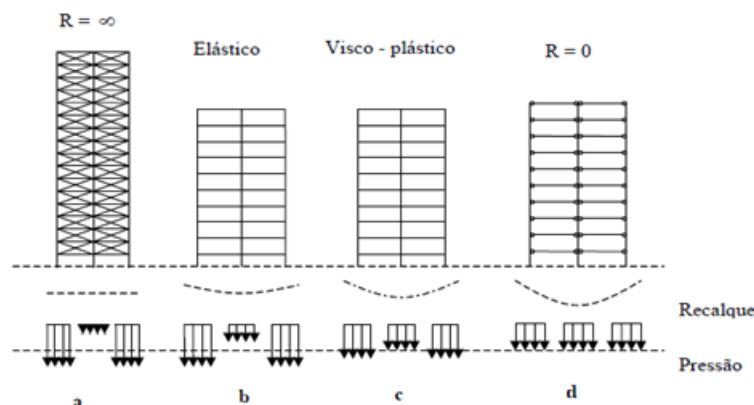 R = ∞
Elástico
Visco - plástico
R = 0
Recalque
Pressão
a
b
c
d